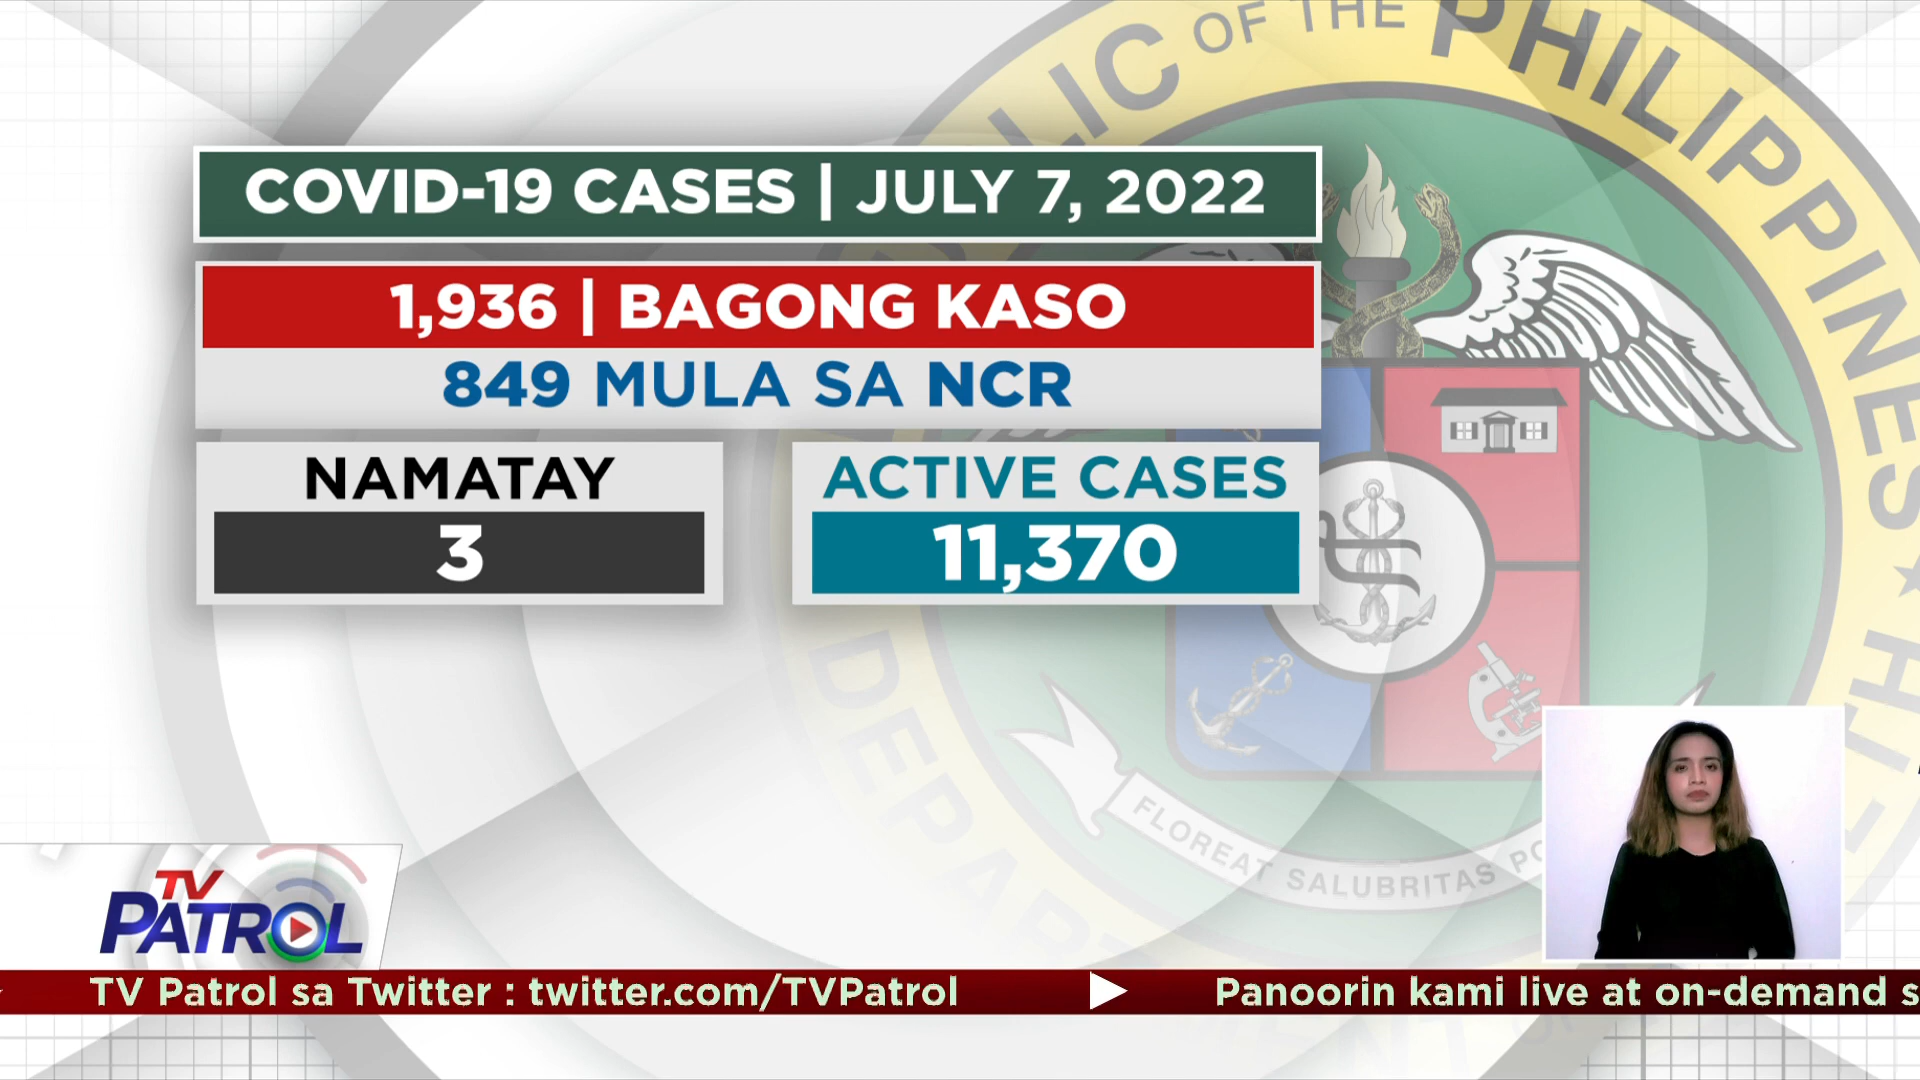 LIC OF THE PHILIPPINES
COVID-19 CASES | JULY 7, 2022
1,936 | BAGONG KASO
849 MULA SA NCR
NAMATAY
3
ACTIVE CASES
11,370
FLOREAT SALUBRITAS PO
TV
PATROL
TV Patrol sa Twitter : twitter.com/TVPatrol
Panoorin kami live at on-demand s